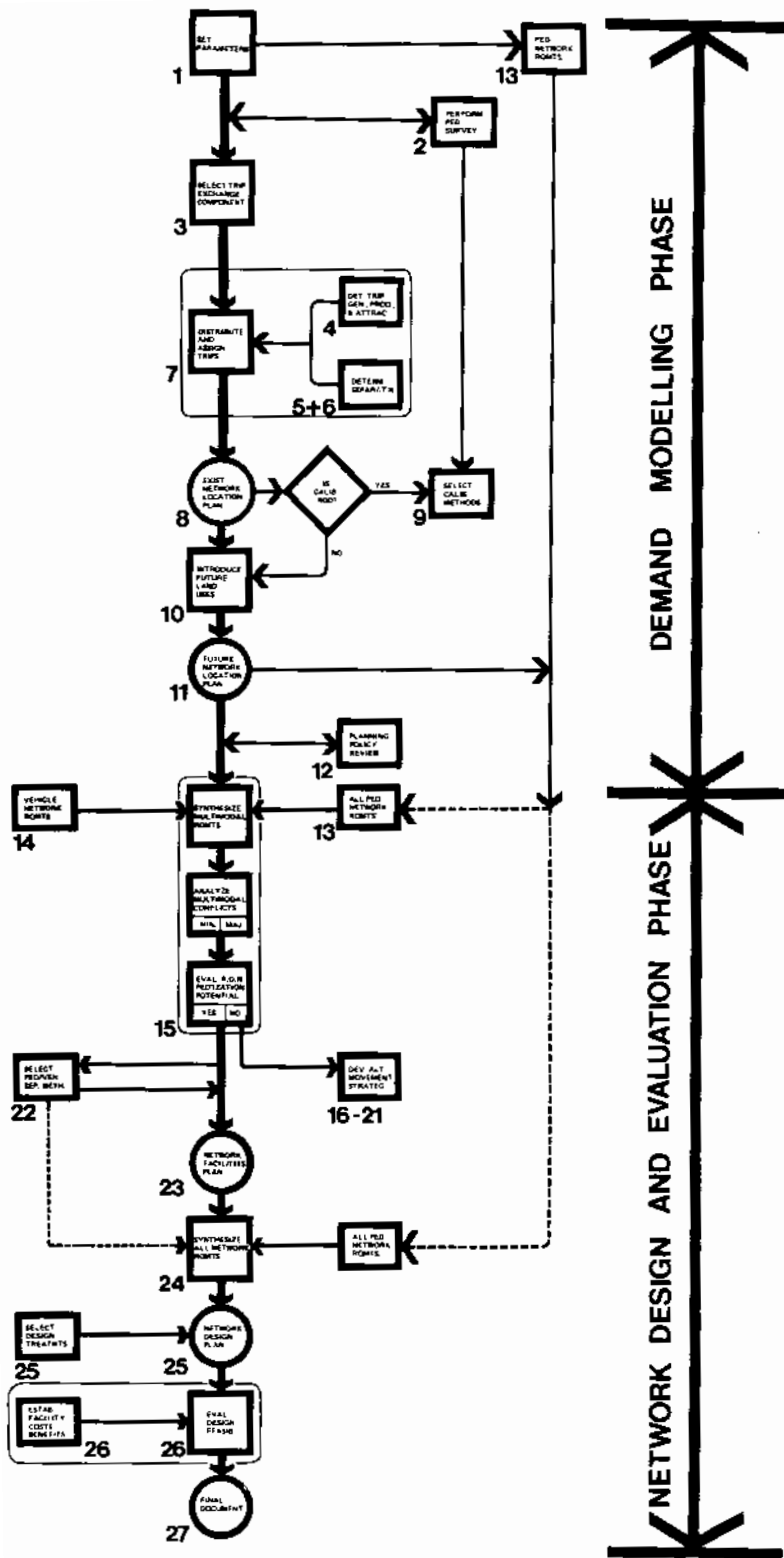 SET
PARAMETERS
1
PED
NETWORK
RQMTS.
13
PERFORM
PED
SURVEY
2
SELECT TRIP
EXCHANGE
COMPONENT
3
DET TRIP
GEN., PROD.,
& ATTRAC.
4
DISTRIBUTE
AND
ASSIGN
TRIPS
7
DETERM
5+6
EXIST
NETWORK
LOCATION
PLAN
8
IS
CALIB
YES
NO
SELECT
CALIB
METHODS
9
INTRODUCE
FUTURE
LAND
USES
10
FUTURE
NETWORK
LOCATION
PLAN
11
PLANNING
POLICY
REVIEW
12
VEHICLE
NETWORK
14
SYNTHESIZE
MULTIMODAL
RQMTS
ALL PED
NETWORK
RQMTS
13
ANALYZE
MULTIMODAL
CONFLICTS
MIN. MAJ.
EVAL R.O.W.
POTENTIAL
YES NO
15
SELECT
PED/VEH
SEP. METH.
22
DEV. ALT
MOVEMENT
STRATEG
16-21
NETWORK
FACILITIES
PLAN
23
SYNTHESIZE
ALL NETWORK
RQMTS
24
ALL PED
NETWORK
RQMTS.
SELECT
DESIGN
TREATMTS
25
NETWORK
DESIGN
PLAN
25
ESTAB
FACILITY
COSTS
BENEFITS
26
EVAL
DESIGN
FEASIB
26
FINAL
DOCUMENT
27
DEMAND MODELLING PHASE
NETWORK DESIGN AND EVALUATION PHASE